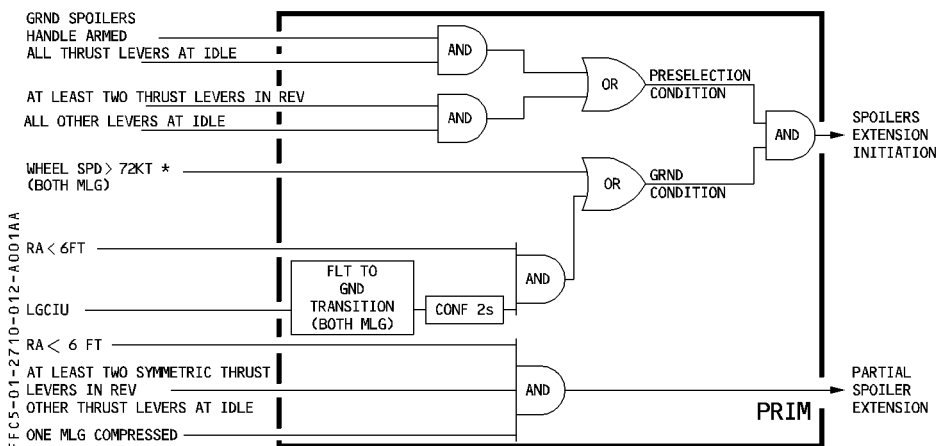 GRND SPOILERS
HANDLE ARMED
ALL THRUST LEVERS AT IDLE
AND
AT LEAST TWO THRUST LEVERS IN REV
ALL OTHER LEVERS AT IDLE
AND
OR
PRESELECTION
CONDITION
AND
SPOILERS
EXTENSION
INITIATION
WHEEL SPD> 72KT *
(BOTH MLG)
OR
GRND
CONDITION
RA< 6FT
AND
LGCIU
FLT TO
GND
TRANSITION
(BOTH MLG)
CONF 2s
RA< 6 FT
AT LEAST TWO SYMMETRIC THRUST
LEVERS IN REV
OTHER THRUST LEVERS AT IDLE
ONE MLG COMPRESSED
AND
PARTIAL
SPOILER
EXTENSION
PRIM
FFC5-01-2710-012-A001AA